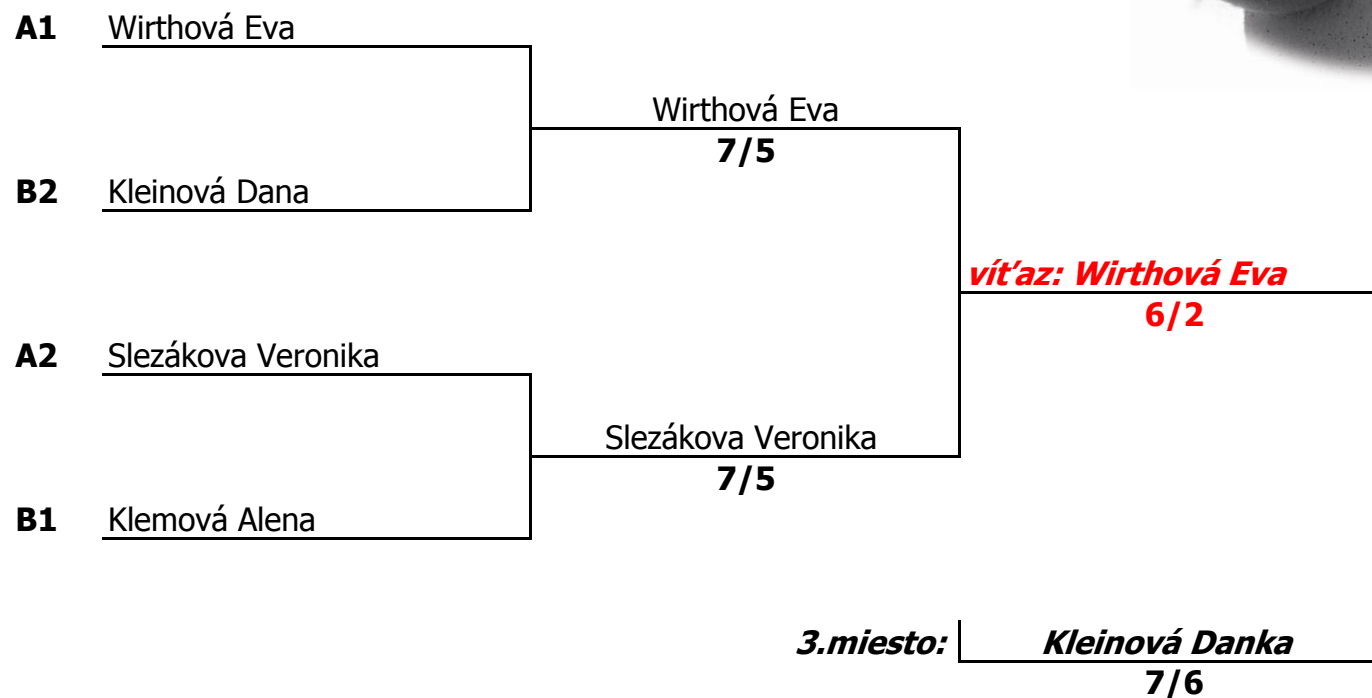 A1 Wirthová Eva
Wirthová Eva
7/5
B2 Kleinová Dana
víťaz: Wirthová Eva
6/2
A2 Slezákova Veronika
Slezákova Veronika
7/5
B1 Klemová Alena
3.miesto: Kleinová Danka
7/6